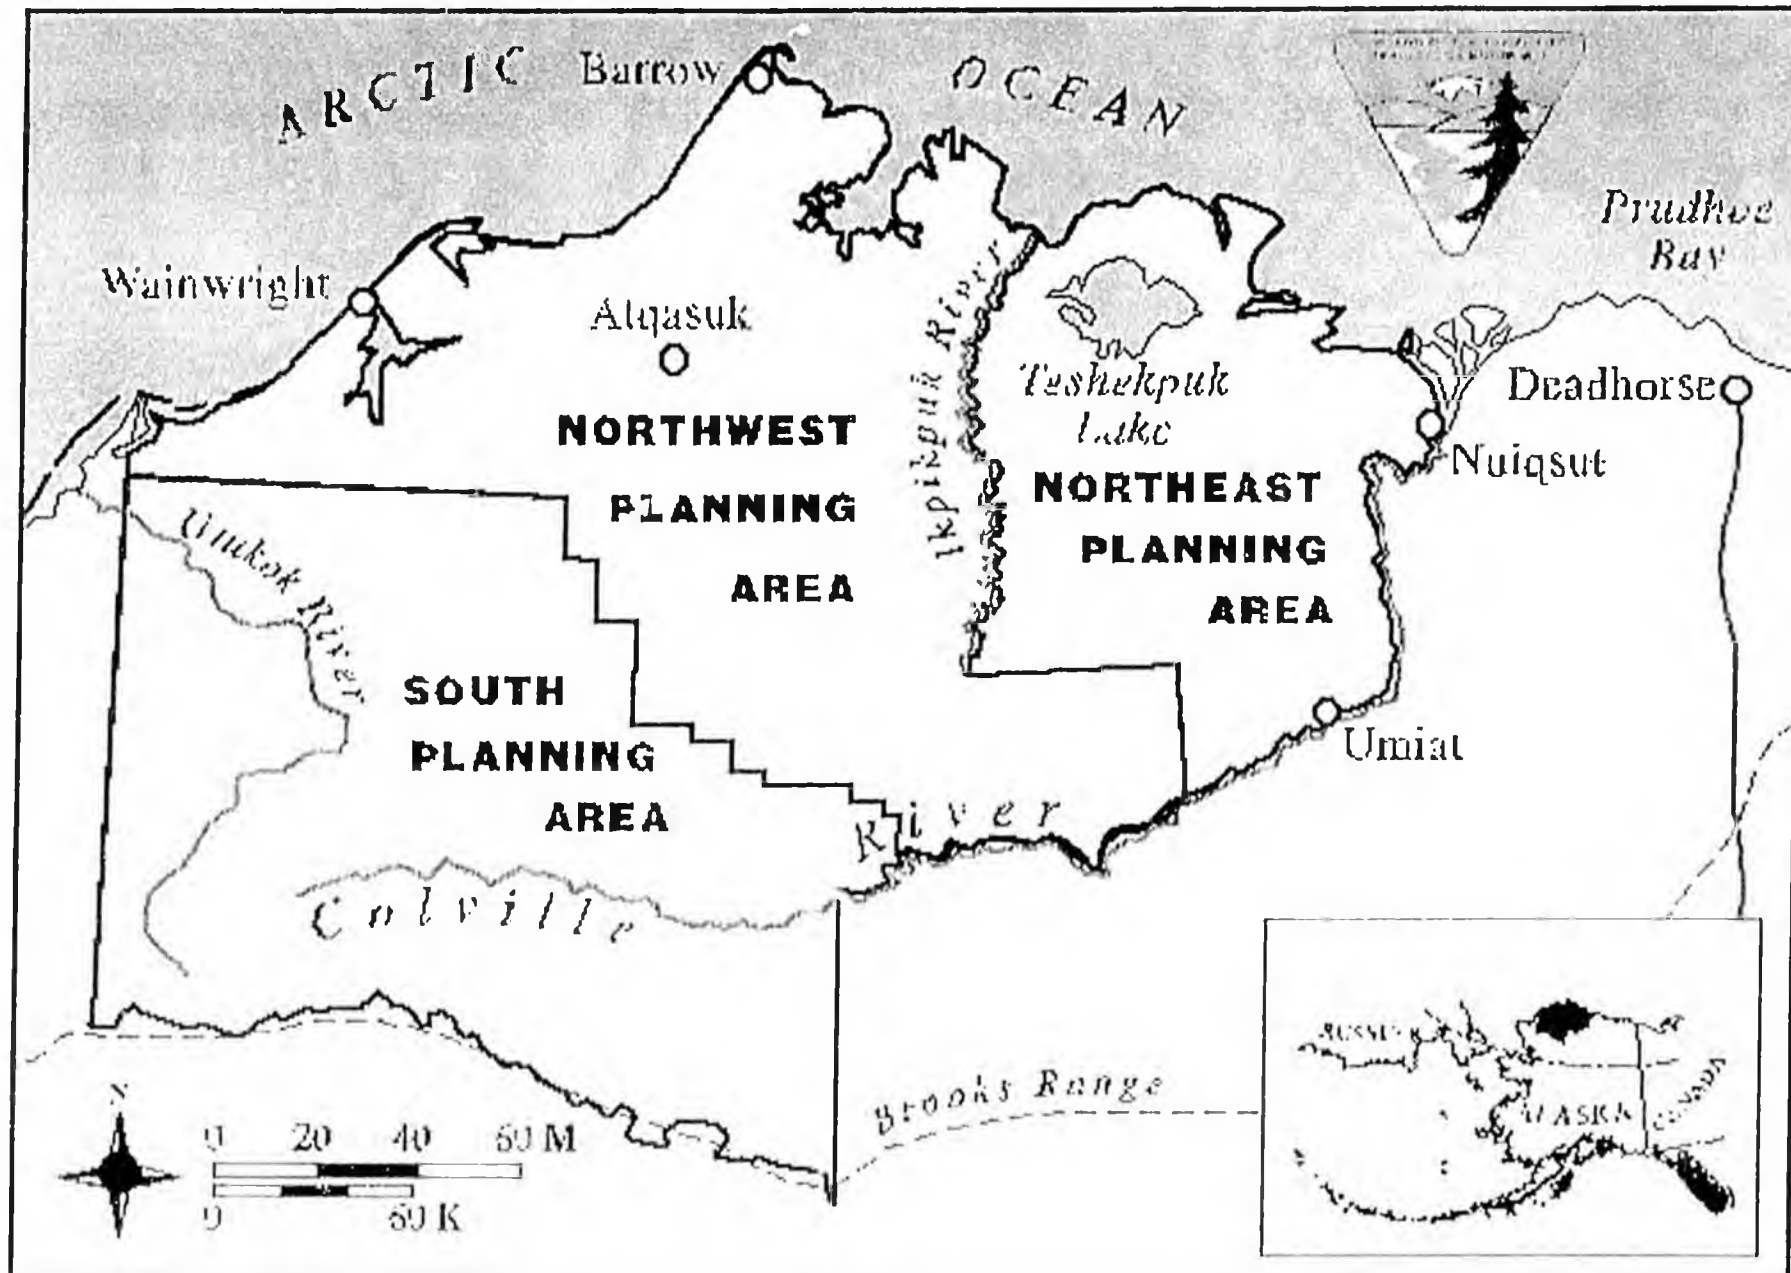 ARCTIC
OCEAN
Barrow
Prudhoe
Bay
Wainwright
Atqasuk
Ikpikpuk River
Teshekpuk
Lake
Deadhorse
Nuiqsut
NORTHWEST
PLANNING
AREA
NORTHEAST
PLANNING
AREA
Utukok River
SOUTH
PLANNING
AREA
Umiat
Colville River
Brooks Range
N
0 20 40 60 M
0 60 K
RUSSIA
ALASKA
CANADA